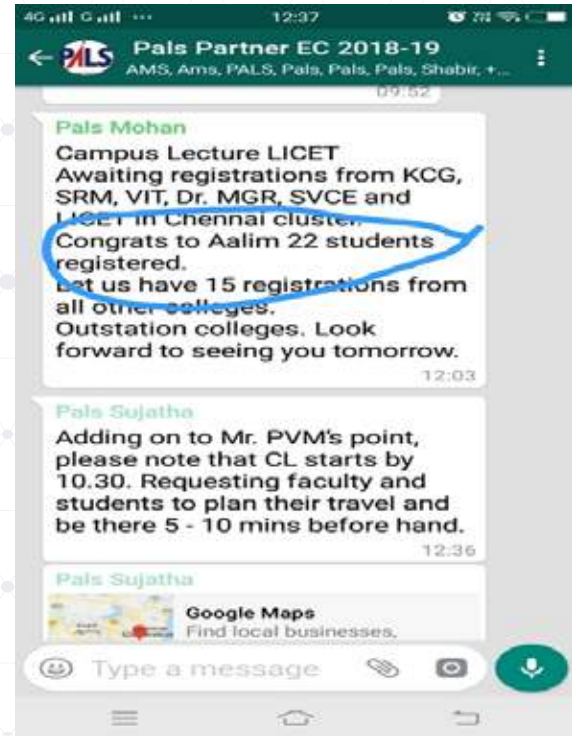 4G G 12:37
PALS Pals Partner EC 2018-19
AMS, Ams, PALS, Pals, Pals, Pals, Shabir, +...
09:52
Pals Mohan
Campus Lecture LICET
Awaiting registrations from KCG,
SRM, VIT, Dr. MGR, SVCE and
LICET in Chennai cluster.
Congrats to Aalim 22 students
registered.
Let us have 15 registrations from
all other colleges.
Outstation colleges. Look
forward to seeing you tomorrow.
12:03
Pals Sujatha
Adding on to Mr. PVM's point,
please note that CL starts by
10.30. Requesting faculty and
students to plan their travel and
be there 5 - 10 mins before hand.
12:36
Pals Sujatha
Google Maps
Find local businesses,
Type a message